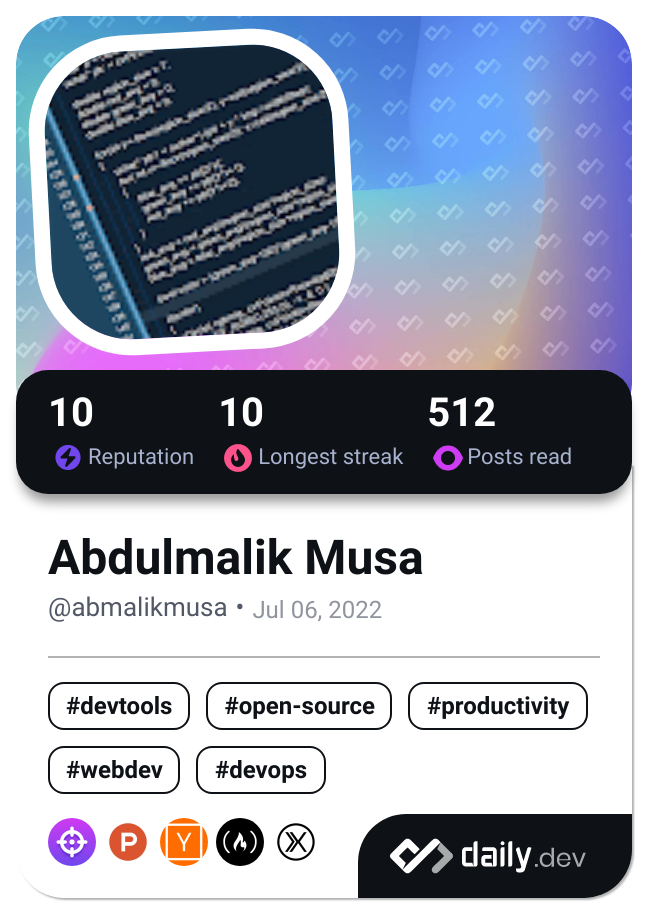 10 10 512
Reputation Longest streak Posts read
Abdulmalik Musa
@abmalikmusa • Jul 06, 2022
#devtools #open-source #productivity
#webdev #devops
P Y
daily.dev